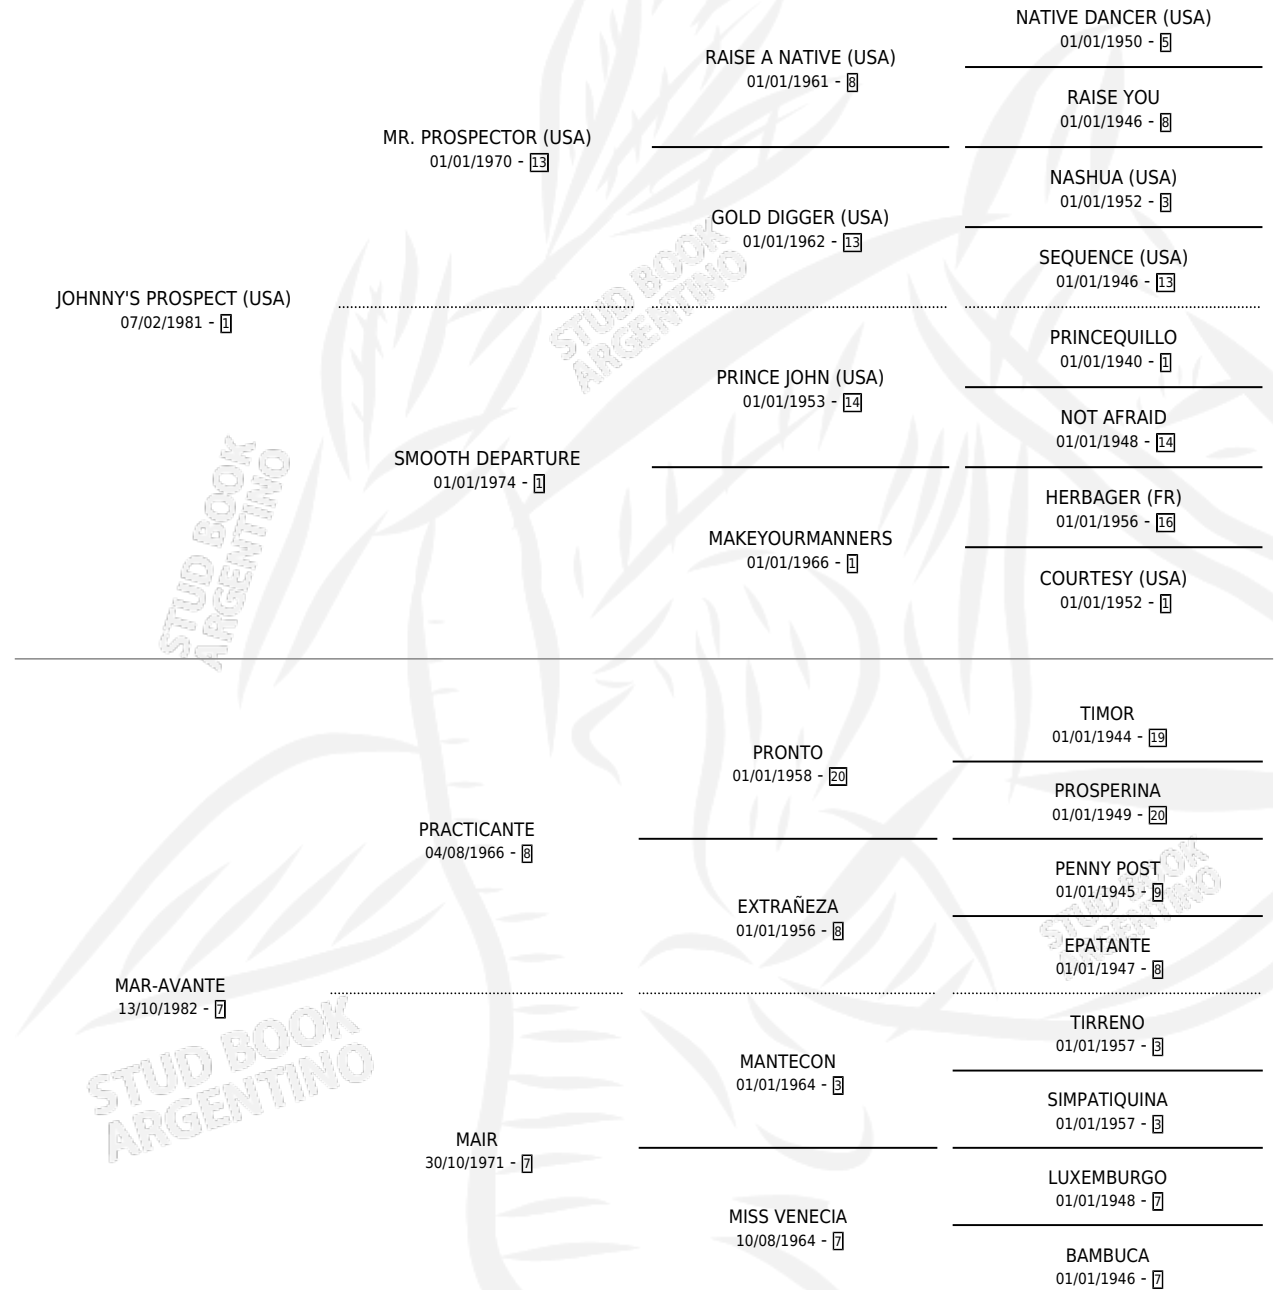 NATIVE DANCER (USA)
01/01/1950 - 5
RAISE A NATIVE (USA)
01/01/1961 - 8
RAISE YOU
01/01/1946 - 8
MR. PROSPECTOR (USA)
01/01/1970 - 13
NASHUA (USA)
01/01/1952 - 3
GOLD DIGGER (USA)
01/01/1962 - 13
SEQUENCE (USA)
01/01/1946 - 13
JOHNNY'S PROSPECT (USA)
07/02/1981 - 1
PRINCEQUILLO
01/01/1940 - 1
PRINCE JOHN (USA)
01/01/1953 - 14
NOT AFRAID
01/01/1948 - 14
SMOOTH DEPARTURE
01/01/1974 - 1
HERBAGER (FR)
01/01/1956 - 16
MAKEYOURMANNERS
01/01/1966 - 1
COURTESY (USA)
01/01/1952 - 1
TIMOR
01/01/1944 - 19
PRONTO
01/01/1958 - 20
PROSPERINA
01/01/1949 - 20
PRACTICANTE
04/08/1966 - 8
PENNY POST
01/01/1945 - 9
EXTRAÑEZA
01/01/1956 - 8
EPATANTE
01/01/1947 - 8
MAR-AVANTE
13/10/1982 - 7
TIRRENO
01/01/1957 - 3
MANTECON
01/01/1964 - 3
SIMPATIQUINA
01/01/1957 - 3
MAIR
30/10/1971 - 7
LUXEMBURGO
01/01/1948 - 7
MISS VENECIA
10/08/1964 - 7
BAMBUCA
01/01/1946 - 7
STUD BOOK
ARGENTINO
STUD BOOK
ARGENTINO
STUD BOOK
ARGENTINO
STUD BOOK
ARGENTINO